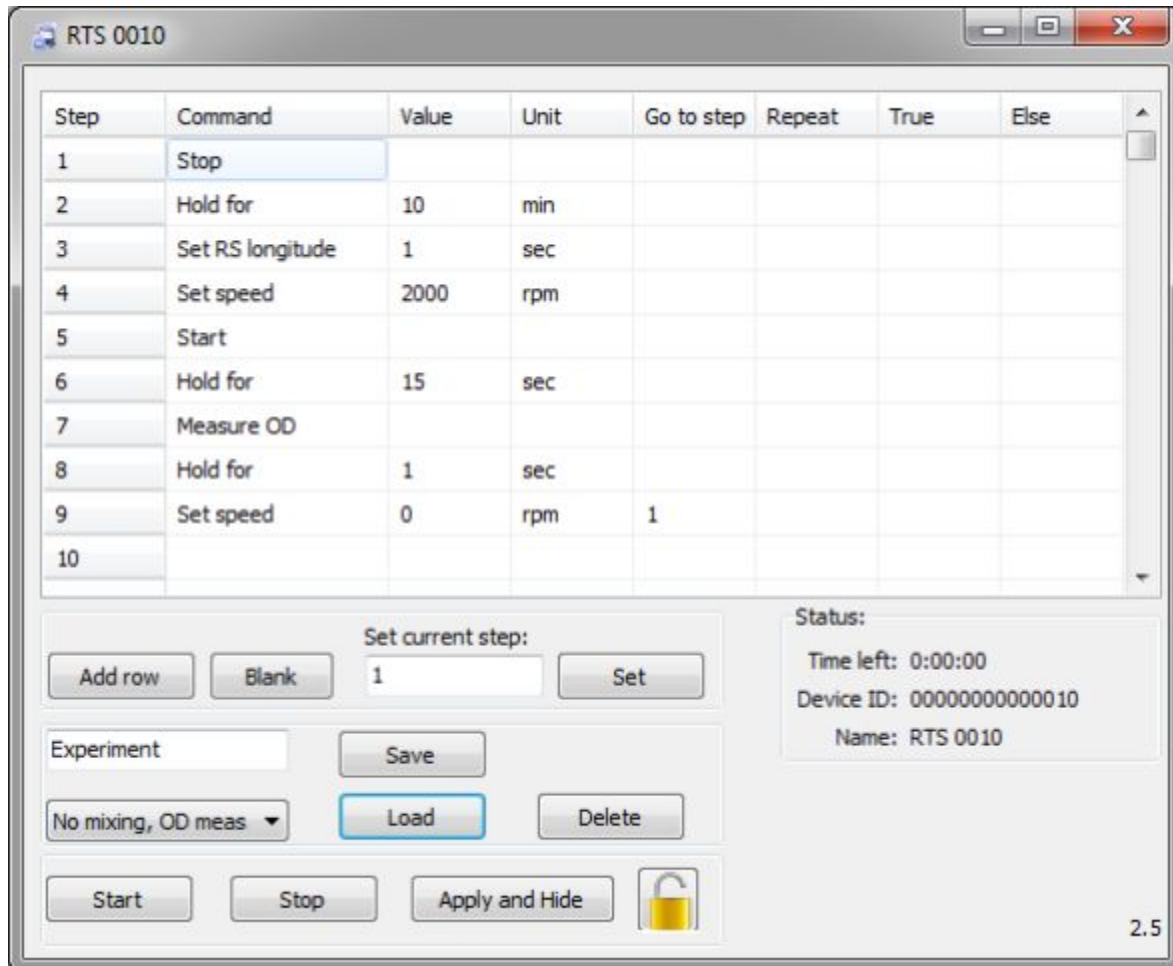 RTS 0010
Step Command Value Unit Go to step Repeat True Else
1 Stop
2 Hold for 10 min
3 Set RS longitude 1 sec
4 Set speed 2000 rpm
5 Start
6 Hold for 15 sec
7 Measure OD
8 Hold for 1 sec
9 Set speed 0 rpm 1
10
Set current step:
Add row Blank 1 Set
Experiment Save
No mixing, OD meas Load Delete
Start Stop Apply and Hide
Status:
Time left: 0:00:00
Device ID: 00000000000010
Name: RTS 0010
2.5